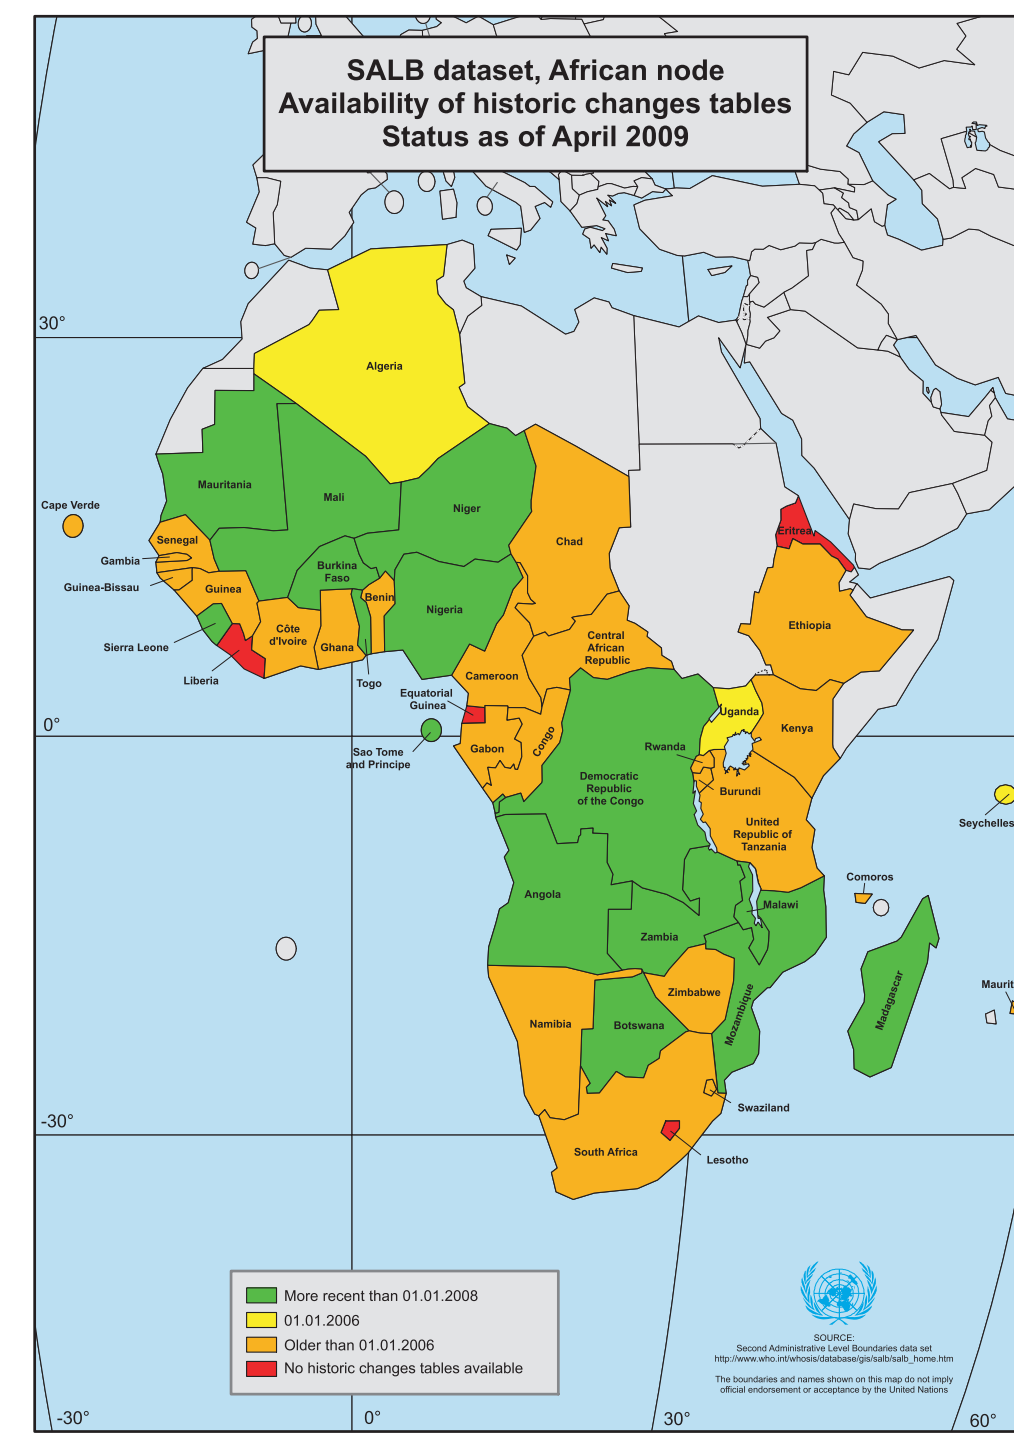 SALB dataset, African node
Availability of historic changes tables
Status as of April 2009
30°
Algeria
Mauritania
Mali
Niger
Cape Verde
Chad
Eritrea
Senegal
Gambia
Guinea-Bissau
Guinea
Burkina
Faso
Benin
Nigeria
Sierra Leone
Côte
d'Ivoire
Ghana
Central
African
Republic
Ethiopia
Liberia
Togo
Cameroon
Equatorial
Guinea
0°
Sao Tome
and Principe
Gabon
Congo
Uganda
Kenya
Rwanda
Democratic
Republic
of the Congo
Burundi
United
Republic of
Tanzania
Seychelles
Comoros
Angola
Malawi
Zambia
Zimbabwe
Mozambique
Madagascar
Maurit
Namibia
Botswana
Swaziland
-30°
South Africa
Lesotho
More recent than 01.01.2008
01.01.2006
Older than 01.01.2006
No historic changes tables available
SOURCE:
Second Administrative Level Boundaries data set
http://www.who.int/whosis/database/gis/salb/salb_home.htm
The boundaries and names shown on this map do not imply
official endorsement or acceptance by the United Nations
-30°
0°
30°
60°